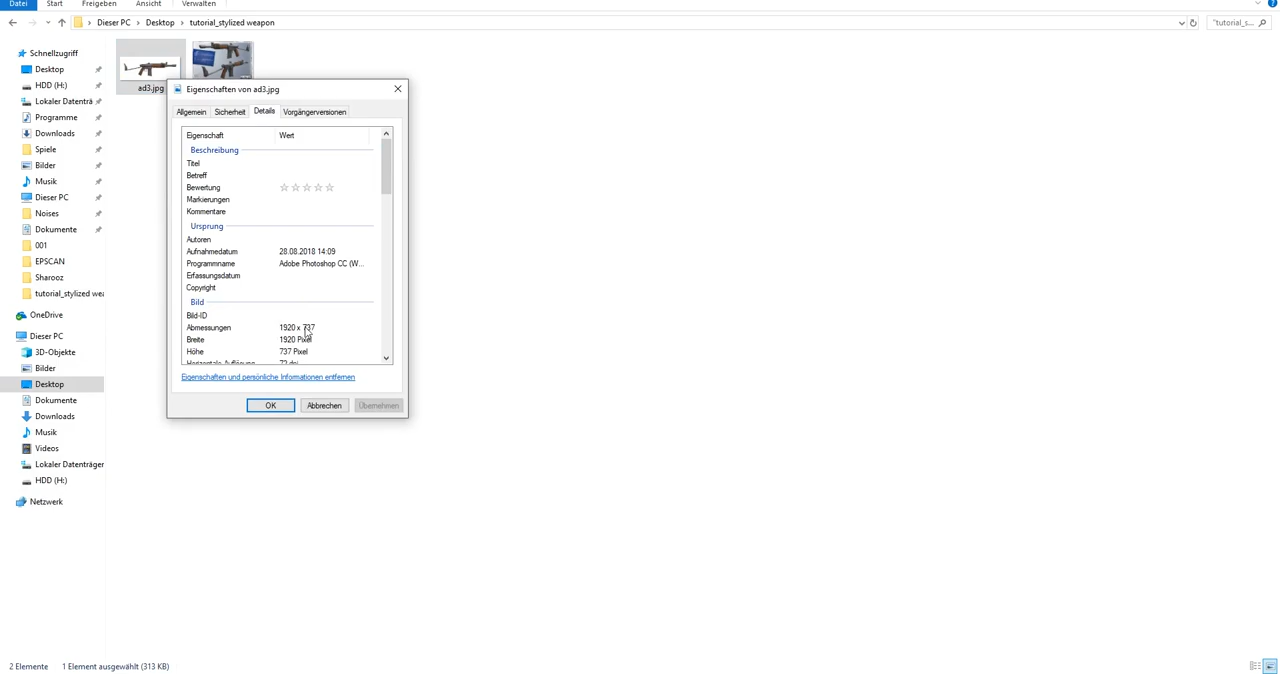 Datei Start Freigeben Ansicht Verwalten
Dieser PC › Desktop › tutorial_stylized weapon
"tutorial_s...
Schnellzugriff
Desktop
HDD (H:)
Lokaler Datenträ
Programme
Downloads
Spiele
Bilder
Musik
Dieser PC
Noises
Dokumente
001
EPSCAN
Sharooz
tutorial_stylized wea
OneDrive
Dieser PC
3D-Objekte
Bilder
Desktop
Dokumente
Downloads
Musik
Videos
Lokaler Datenträger
HDD (H:)
Netzwerk
ad3.jpg
Eigenschaften von ad3.jpg
Allgemein Sicherheit Details Vorgängerversionen
Eigenschaft Wert
Beschreibung
Titel
Betreff
Bewertung
Markierungen
Kommentare
Ursprung
Autoren
Aufnahmedatum 28.08.2018 14:09
Programmname Adobe Photoshop CC (W...
Erfassungsdatum
Copyright
Bild
Bild-ID
Abmessungen 1920 x 737
Breite 1920 Pixel
Höhe 737 Pixel
Horizontale Auflösung 72 dpi
Eigenschaften und persönliche Informationen entfernen
OK Abbrechen Übernehmen
2 Elemente 1 Element ausgewählt (313 KB)